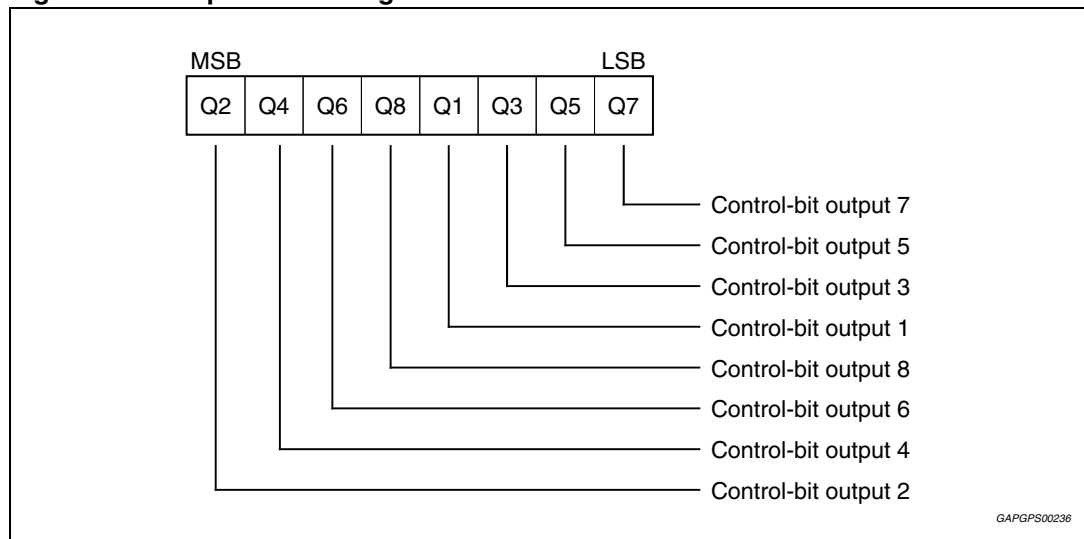 MSB LSB
Q2 Q4 Q6 Q8 Q1 Q3 Q5 Q7
Control-bit output 7
Control-bit output 5
Control-bit output 3
Control-bit output 1
Control-bit output 8
Control-bit output 6
Control-bit output 4
Control-bit output 2
GAPGPS00236